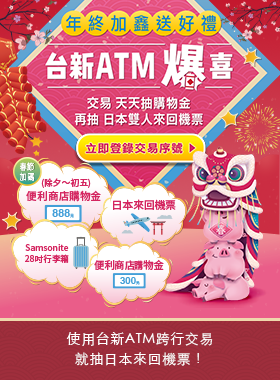 年終加鑫送好禮
台新ATM爆喜
交易 天天抽購物金
再抽 日本雙人來回機票
立即登錄交易序號
春節
加碼
(除夕～初五)
便利商店購物金
888元
日本來回機票
Samsonite
28吋行李箱
便利商店購物金
300元
使用台新ATM跨行交易
就抽日本來回機票！